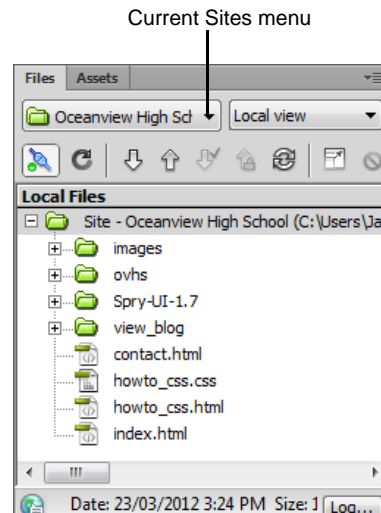 Current Sites menu
Files Assets
Oceanview High Sch Local view
Local Files
Site - Oceanview High School (C:\Users\Ja
images
ovhs
Spry-UI-1.7
view_blog
contact.html
howto_css.css
howto_css.html
index.html
Date: 23/03/2012 3:24 PM Size: 1 Log...